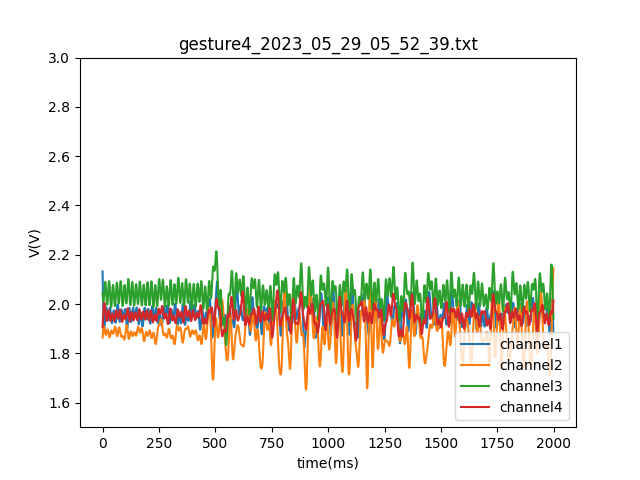 gesture4_2023_05_29_05_52_39.txt
3.0
2.8
2.6
2.4
2.2
2.0
1.8
1.6
V(V)
channel1
channel2
channel3
channel4
0 250 500 750 1000 1250 1500 1750 2000
time(ms)